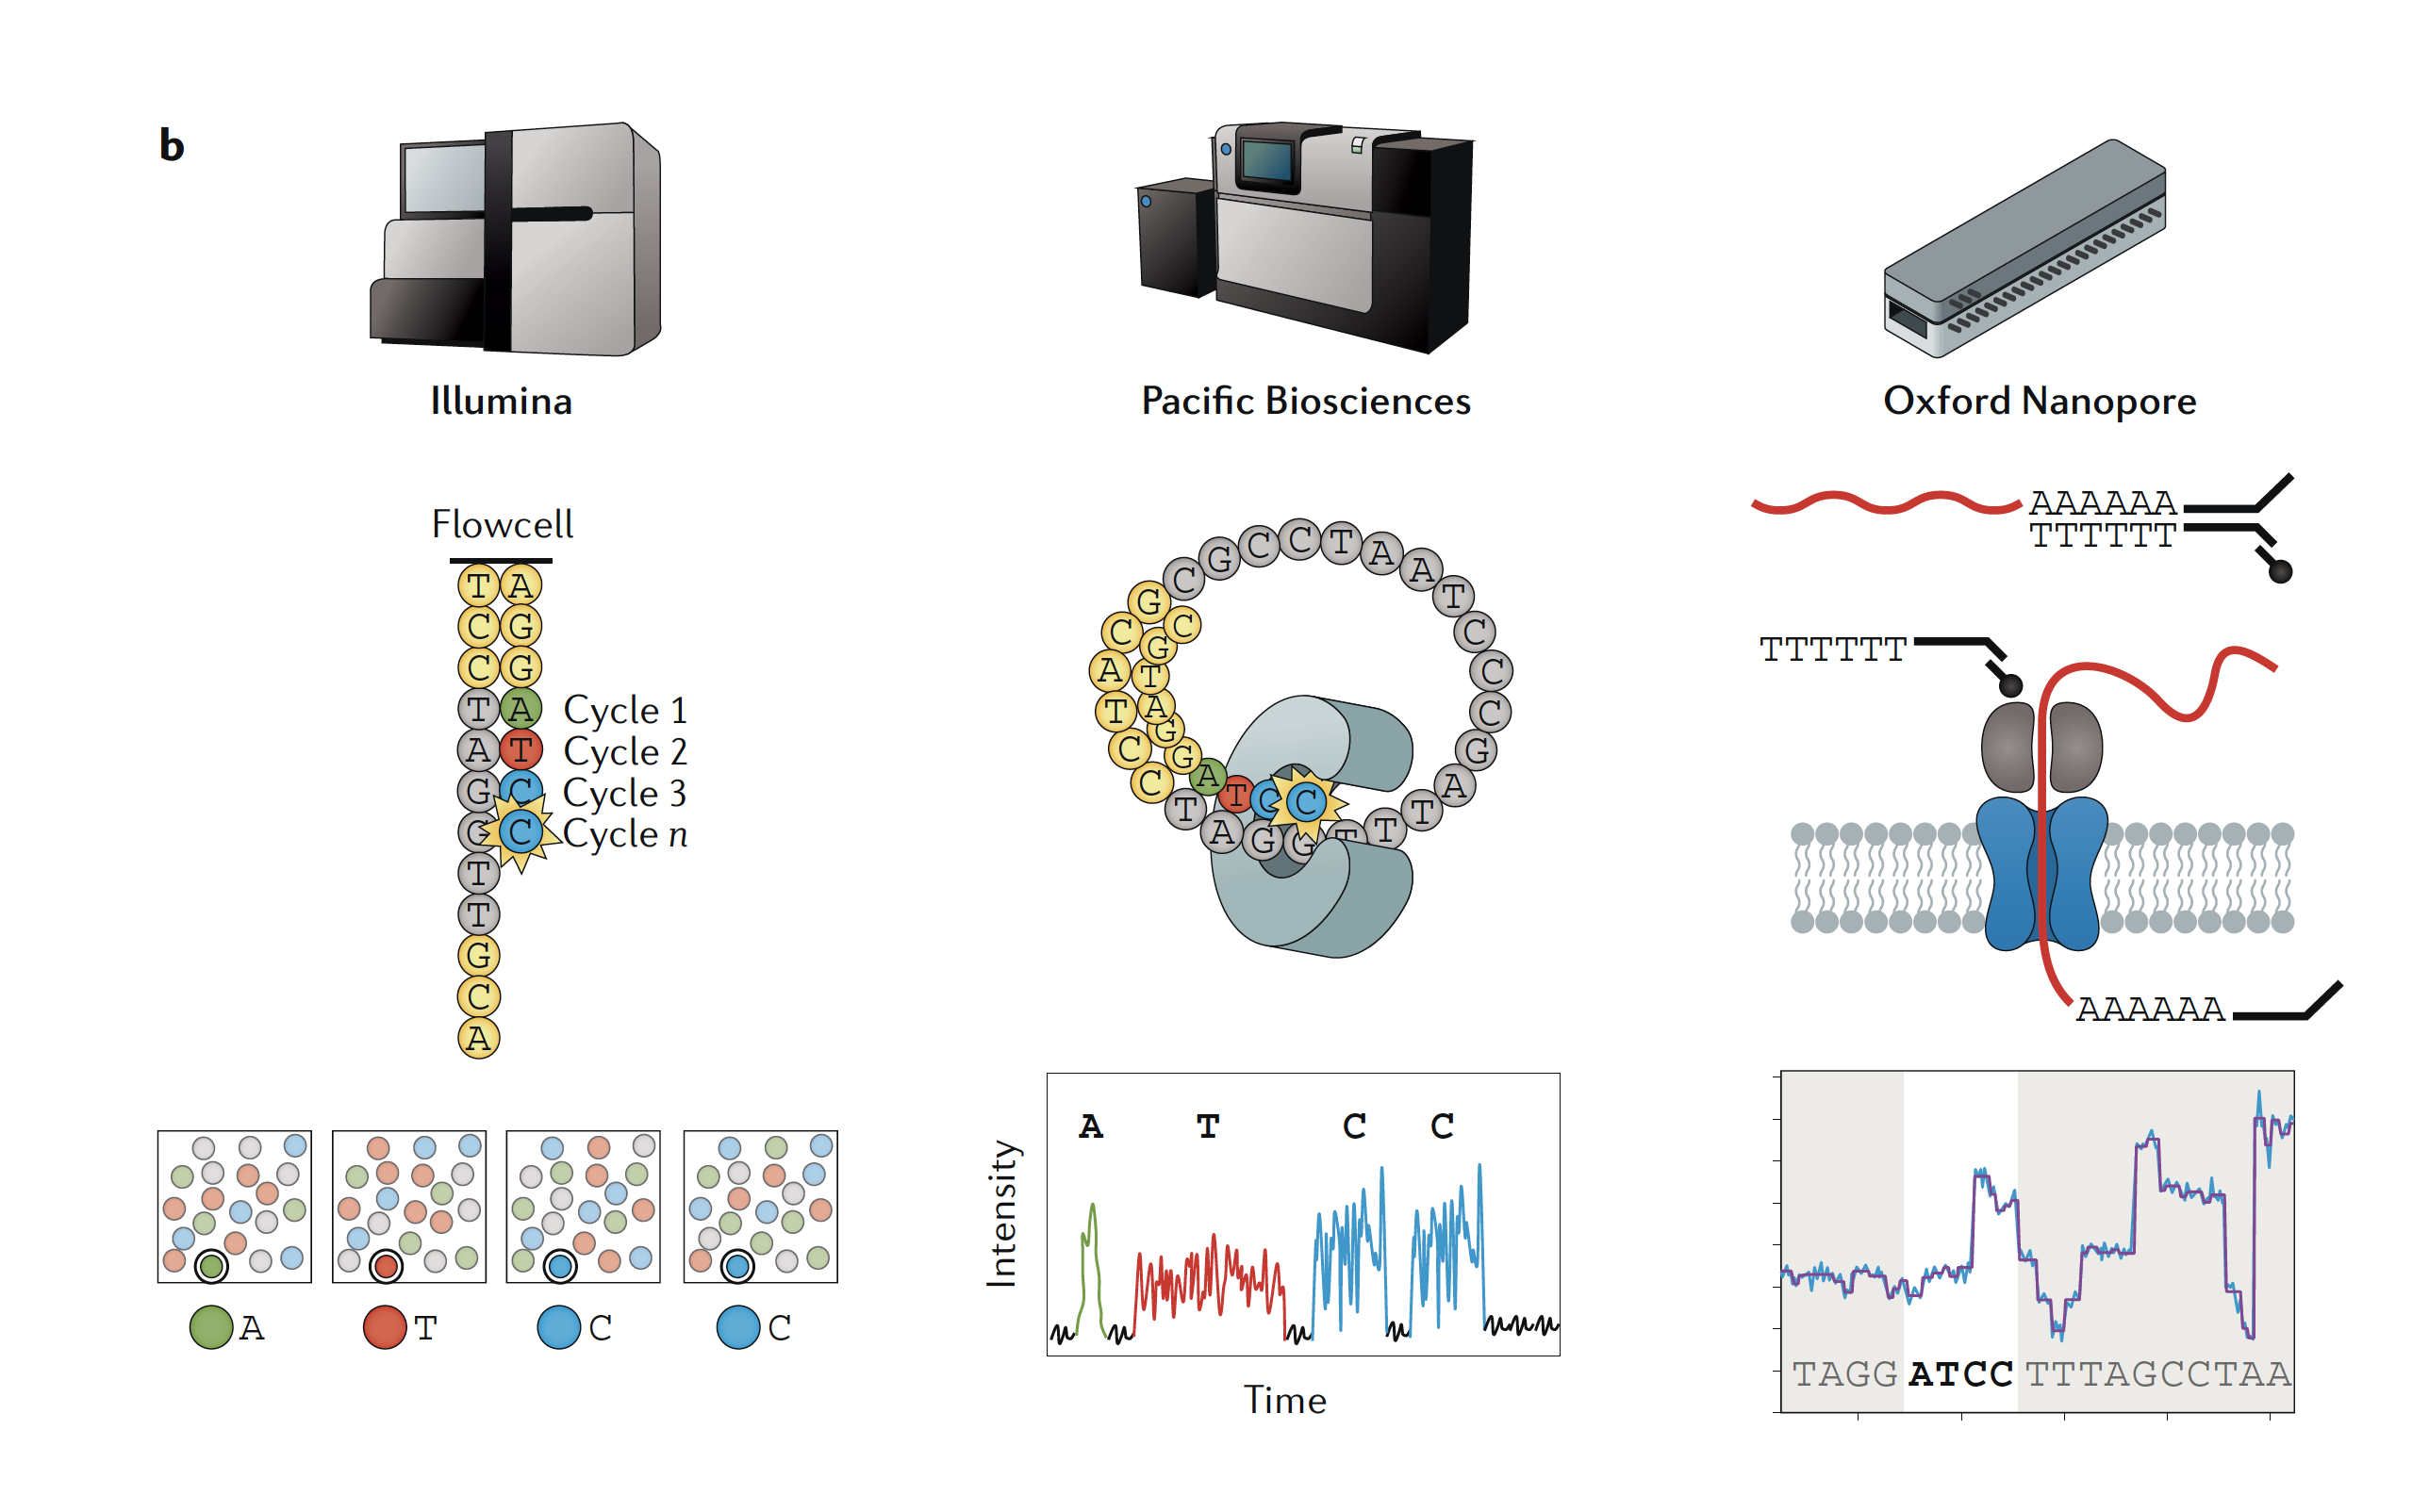 b
Illumina
Pacific Biosciences
Oxford Nanopore
Flowcell
T A
C G
C G
T A Cycle 1
A T Cycle 2
G C Cycle 3
G C Cycle n
T
T
G
C
A
A
T
C
C
G C C T A A T C C C G A T T T G G A T C C T A C G C
C G T A G G A T C C
Intensity
A T C C
Time
AAAAAA
TTTTTT
TTTTTT
AAAAAA
TAGG ATCC TTTAGCCTAA